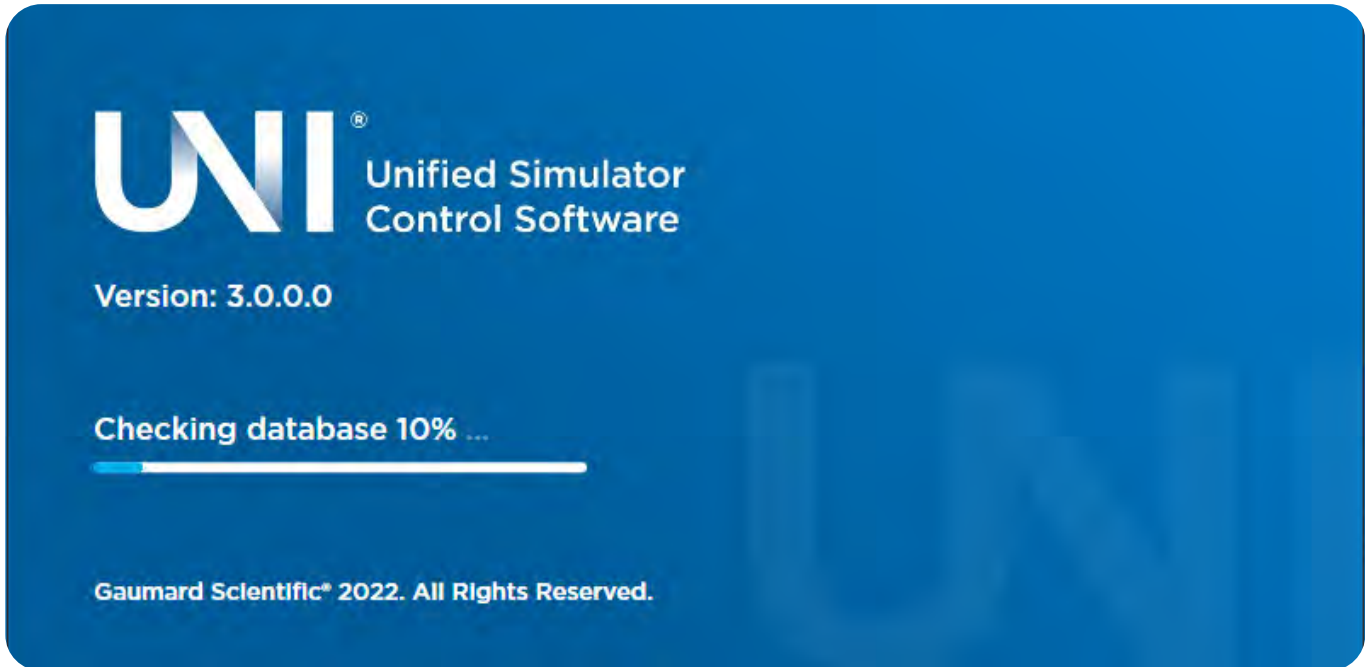 UNI®
Unified Simulator
Control Software
Version: 3.0.0.0
Checking database 10% ...
Gaumard Scientific® 2022. All Rights Reserved.
UNI